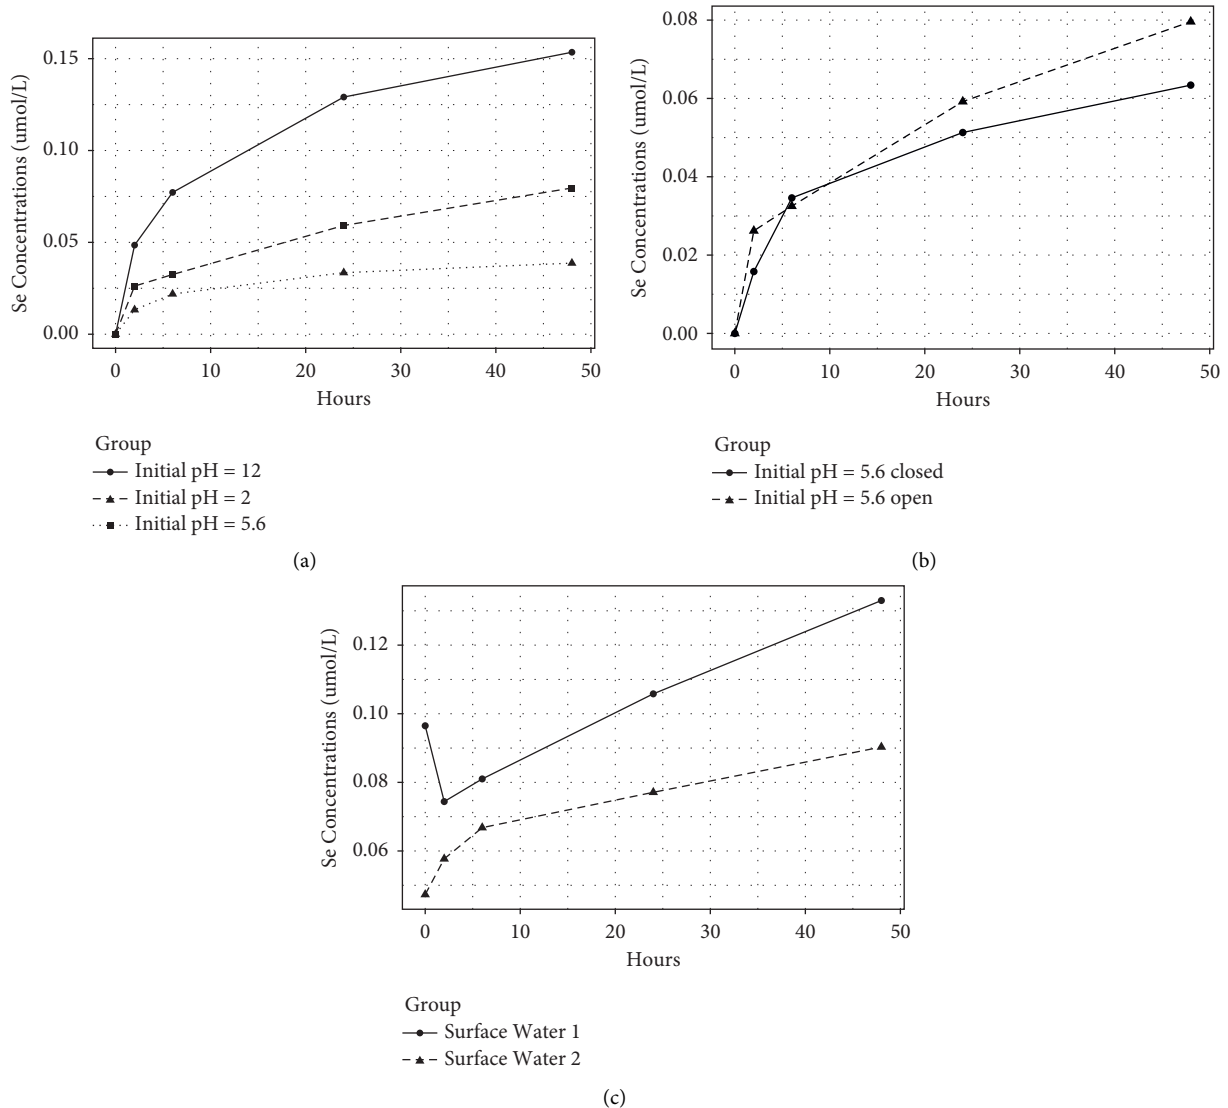 Se Concentrations (umol/L)
0.15
0.10
0.05
0.00
0 10 20 30 40 50
Hours
Group
Initial pH = 12
Initial pH = 2
Initial pH = 5.6
(a)
Se Concentrations (umol/L)
0.08
0.06
0.04
0.02
0.00
0 10 20 30 40 50
Hours
Group
Initial pH = 5.6 closed
Initial pH = 5.6 open
(b)
Se Concentrations (umol/L)
0.12
0.10
0.08
0.06
0 10 20 30 40 50
Hours
Group
Surface Water 1
Surface Water 2
(c)